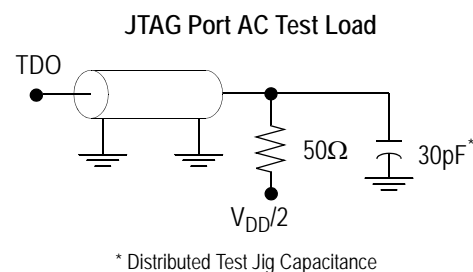 JTAG Port AC Test Load
TDO
50Ω
30pF*
VDD/2
* Distributed Test Jig Capacitance